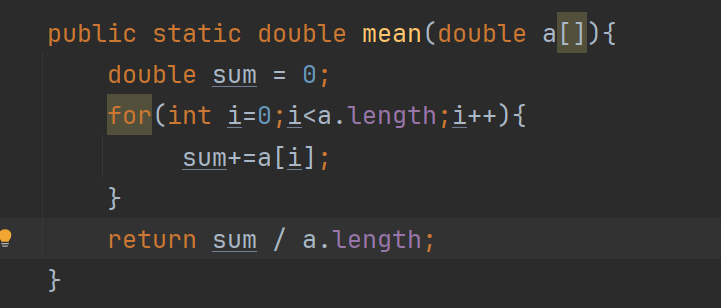 public static double mean(double a[]){
    double sum = 0;
    for(int i=0;i<a.length;i++){
        sum+=a[i];
    }
    return sum / a.length;
}